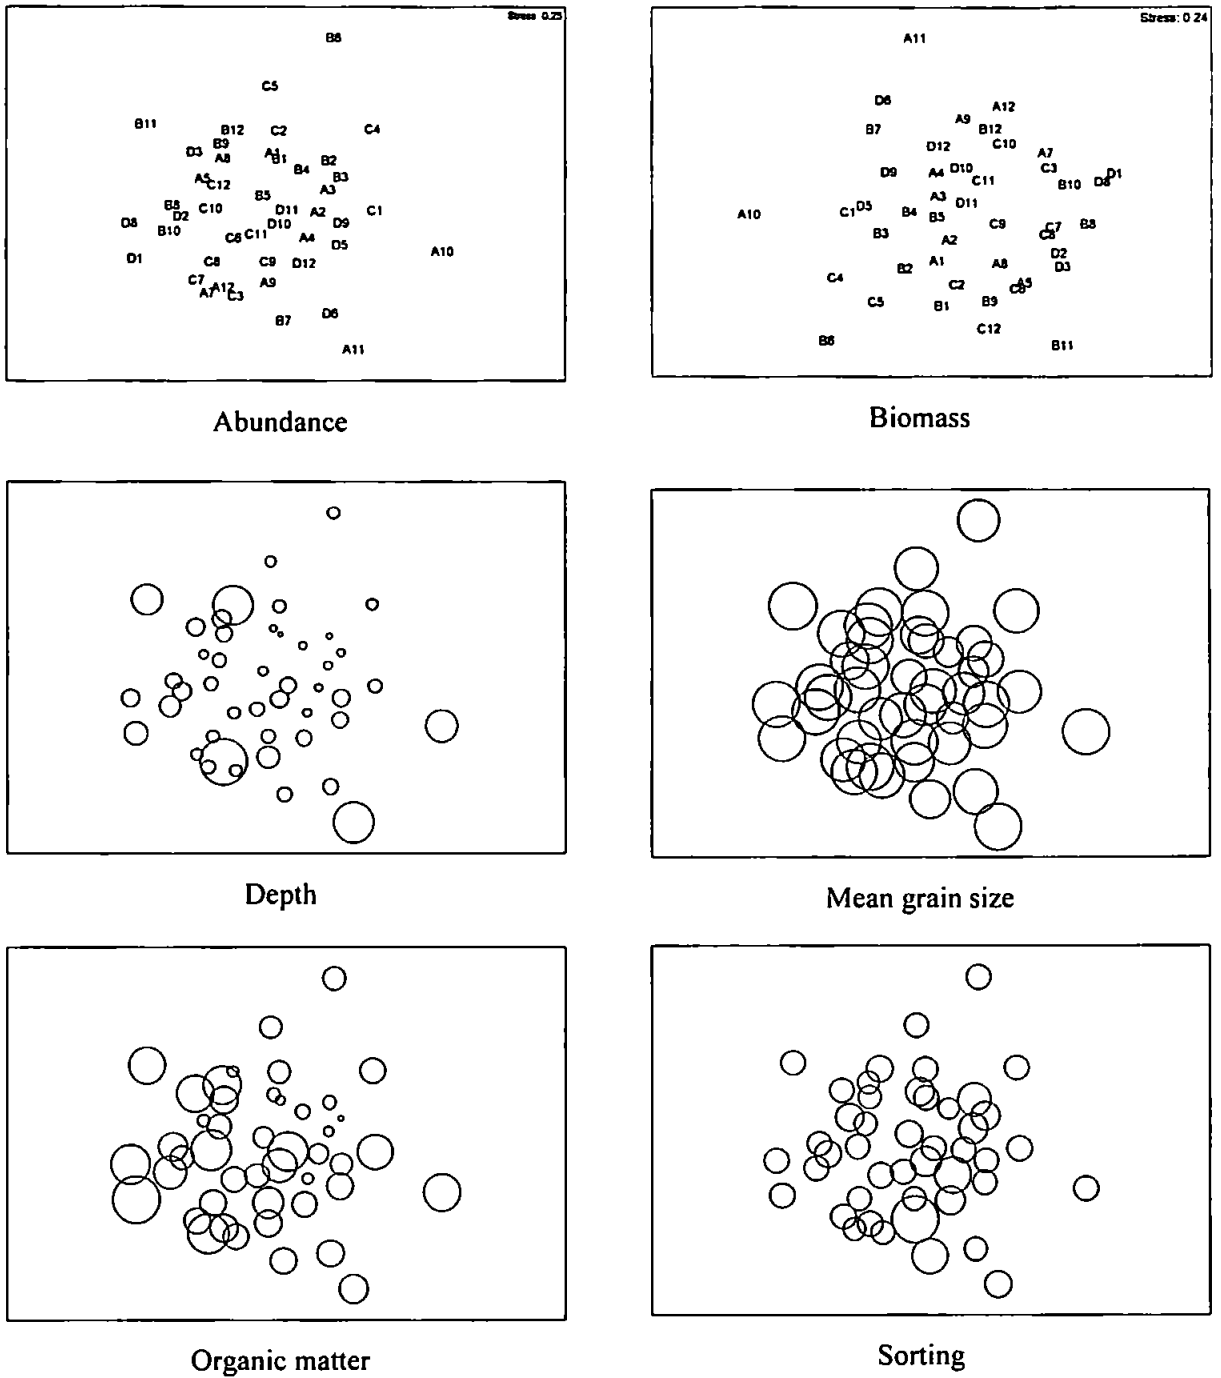 Stress 0.25
B6
C5
B11
B12
C2
C4
B9
D3
A8
A1
B1
B2
B4
B3
A5
C12
A3
B5
B8
C10
D11
A2
C1
D2
D8
D10
D9
B10
C6
C11
A4
D5
A10
D1
C8
C9
D12
C7
A12
A7
C3
A9
B7
D6
A11
Abundance
Stress: 0.24
A11
D6
A12
A9
B7
B12
D12
C10
A7
D9
A4
D10
C3
D1
C11
B10
D8
A3
C1
D5
D11
A10
B4
B5
C9
C7
B8
B3
C8
A2
D2
A1
B2
A8
D3
C4
C2
A5
C6
C5
B1
B9
C12
B6
B11
Biomass
Depth
Mean grain size
Organic matter
Sorting